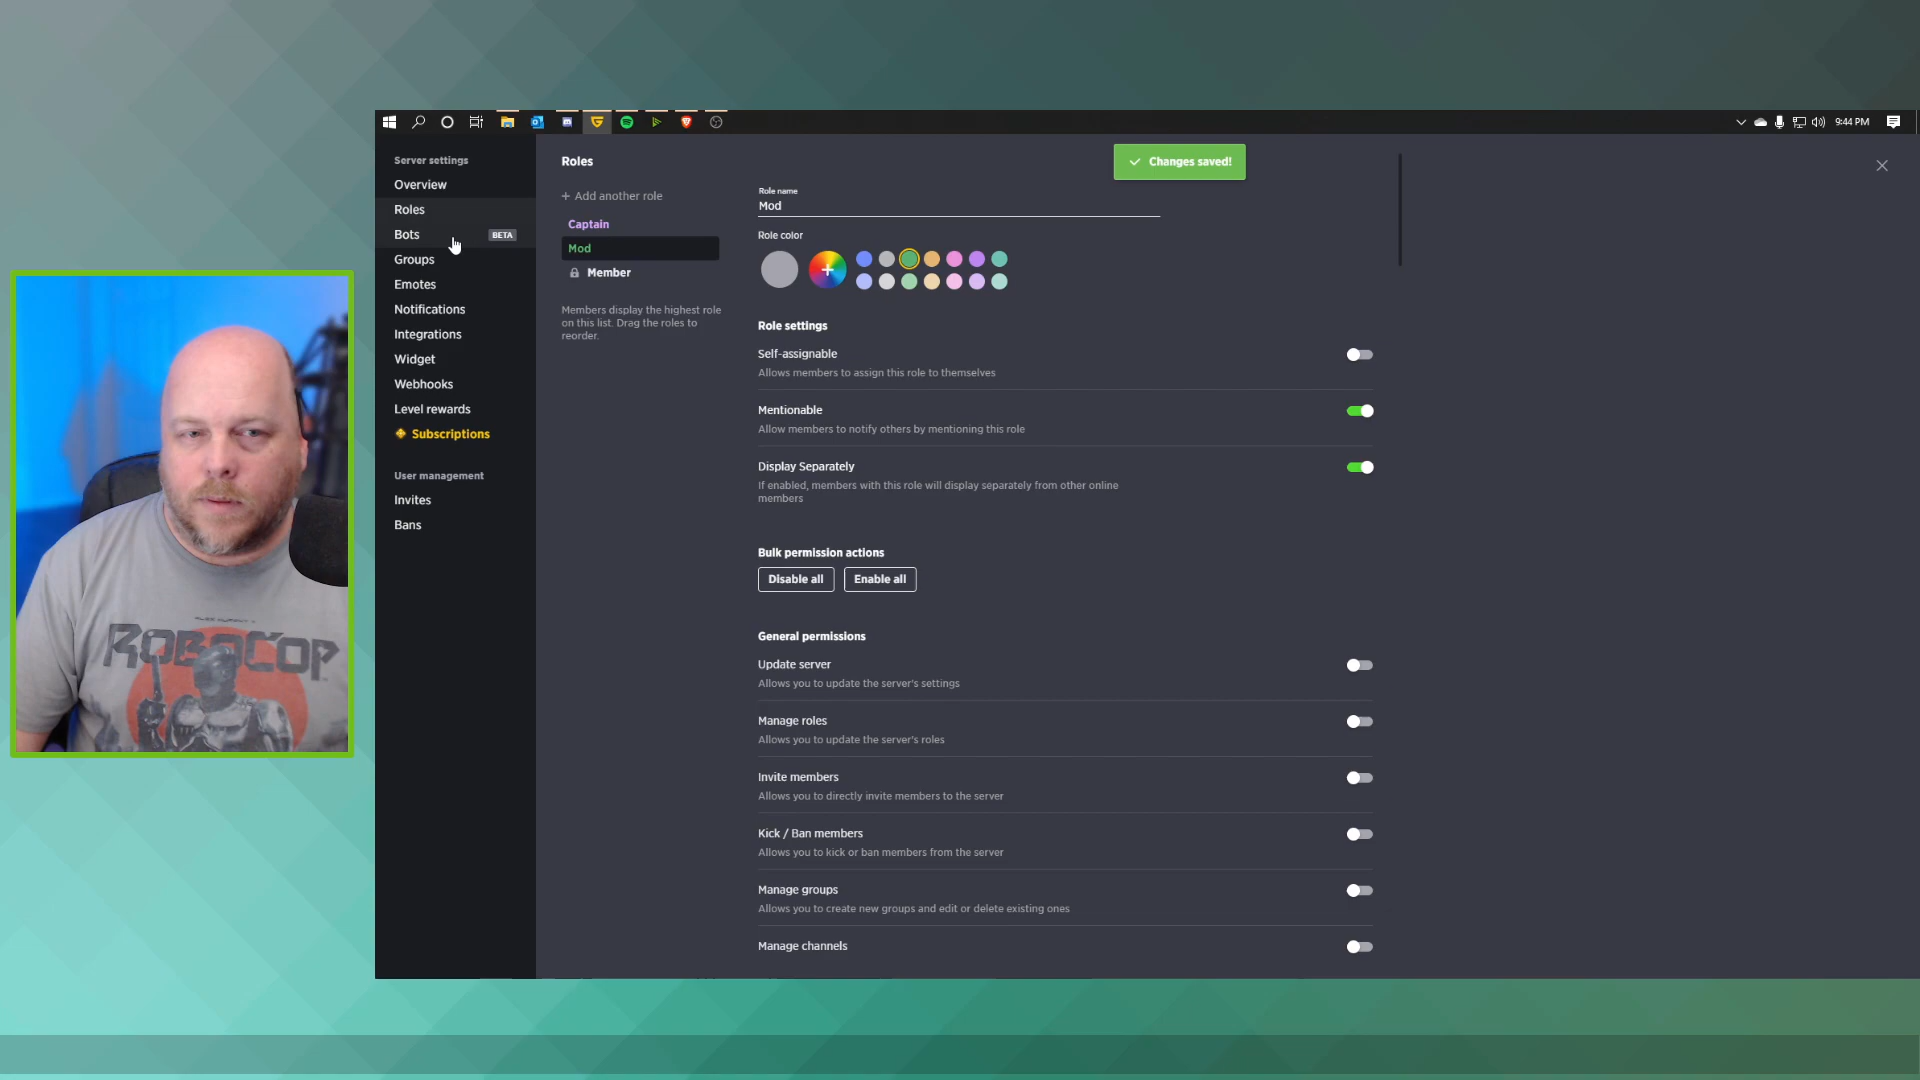 9:44 PM
Server settings
Overview
Roles
Bots BETA
Groups
Emotes
Notifications
Integrations
Widget
Webhooks
Level rewards
Subscriptions
User management
Invites
Bans
Roles
+ Add another role
Captain
Mod
Member
Members display the highest role
on this list. Drag the roles to
reorder.
Changes saved!
Role name
Mod
Role color
Role settings
Self-assignable
Allows members to assign this role to themselves
Mentionable
Allow members to notify others by mentioning this role
Display Separately
If enabled, members with this role will display separately from other online
members
Bulk permission actions
Disable all
Enable all
General permissions
Update server
Allows you to update the server's settings
Manage roles
Allows you to update the server's roles
Invite members
Allows you to directly invite members to the server
Kick / Ban members
Allows you to kick or ban members from the server
Manage groups
Allows you to create new groups and edit or delete existing ones
Manage channels
ROBOCOP